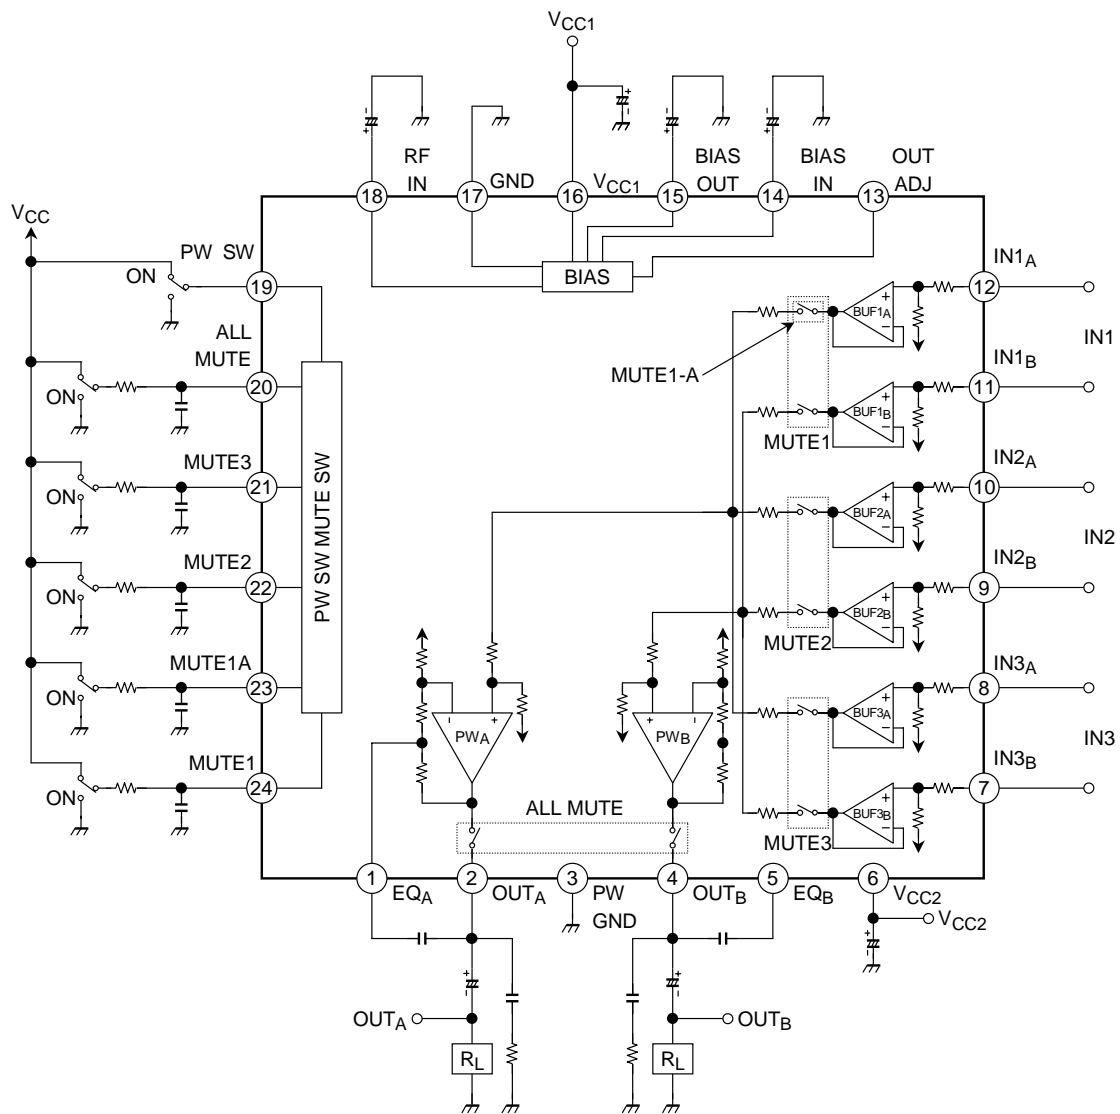 VCC1
RF
IN
GND
VCC1
BIAS
OUT
BIAS
IN
OUT
ADJ
18
17
16
15
14
13
VCC
PW SW
ON
19
BIAS
IN1A
12
BUF1A
+
−
IN1
ALL
MUTE
20
ON
MUTE1-A
IN1B
11
BUF1B
+
−
MUTE1
MUTE3
21
ON
PW SW MUTE SW
IN2A
10
BUF2A
+
−
IN2
MUTE2
22
ON
IN2B
9
BUF2B
+
−
MUTE2
MUTE1A
23
ON
IN3A
8
BUF3A
+
−
IN3
PWA
-
+
PWB
+
-
MUTE1
24
ON
IN3B
7
BUF3B
+
−
MUTE3
ALL MUTE
1
2
3
4
5
6
EQA
OUTA
PW
GND
OUTB
EQB
VCC2
VCC2
OUTA
OUTB
RL
RL